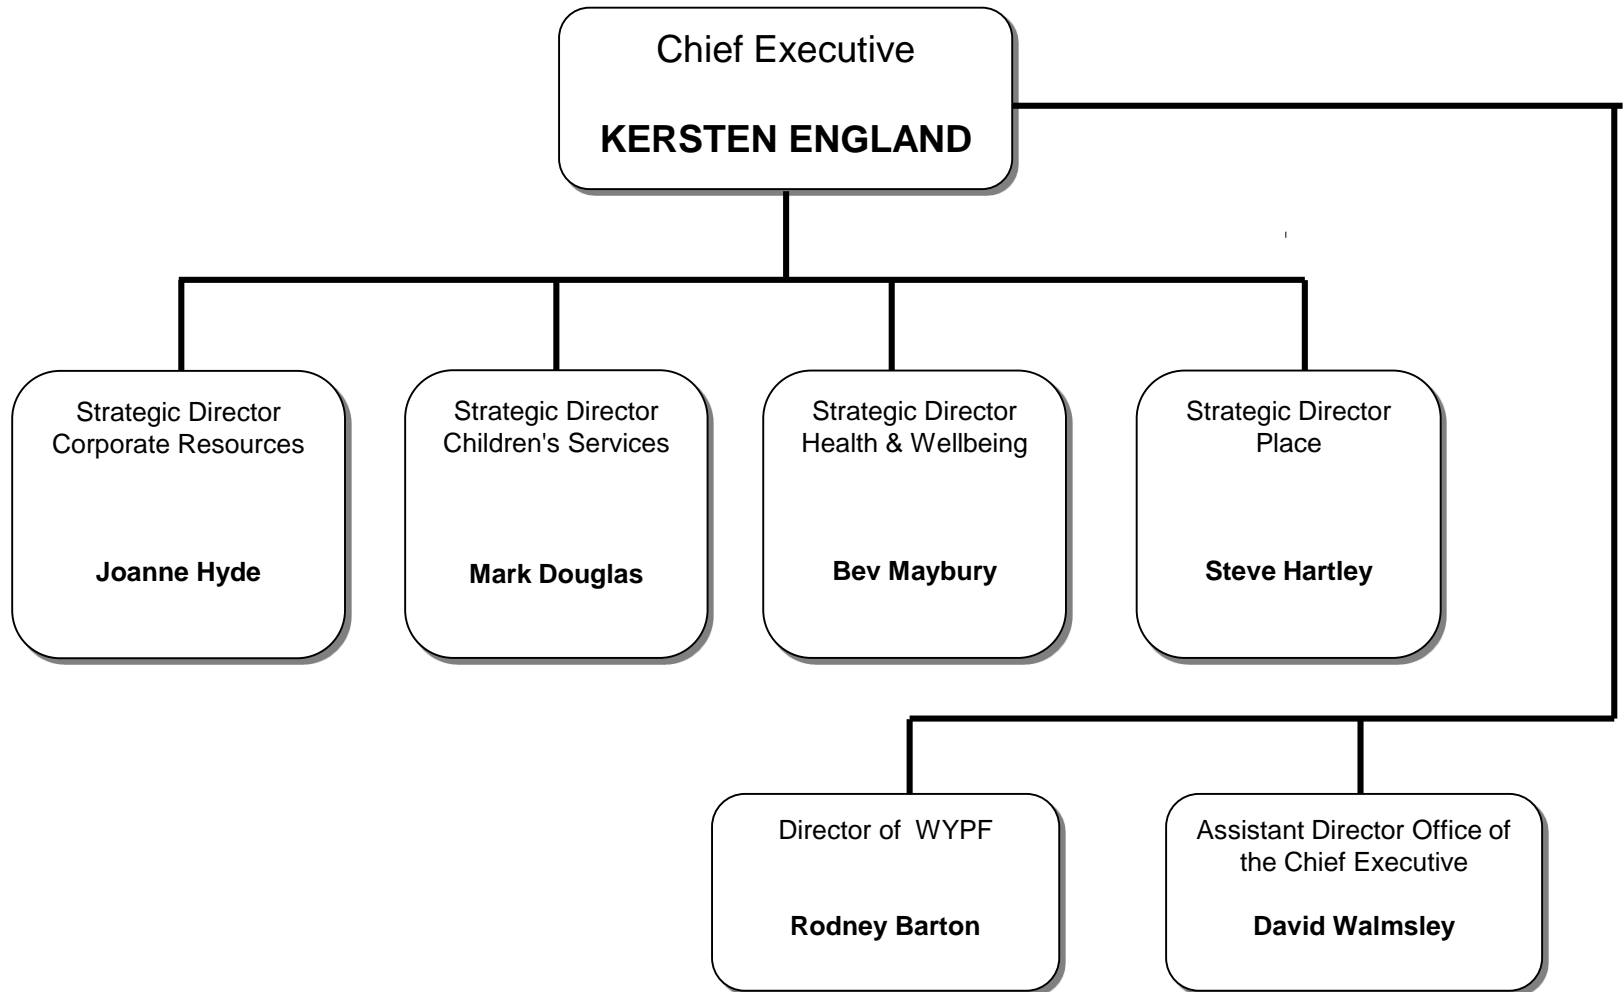 Chief Executive
KERSTEN ENGLAND
Strategic Director
Corporate Resources
Joanne Hyde
Strategic Director
Children's Services
Mark Douglas
Strategic Director
Health & Wellbeing
Bev Maybury
Strategic Director
Place
Steve Hartley
Director of WYPF
Rodney Barton
Assistant Director Office of
the Chief Executive
David Walmsley